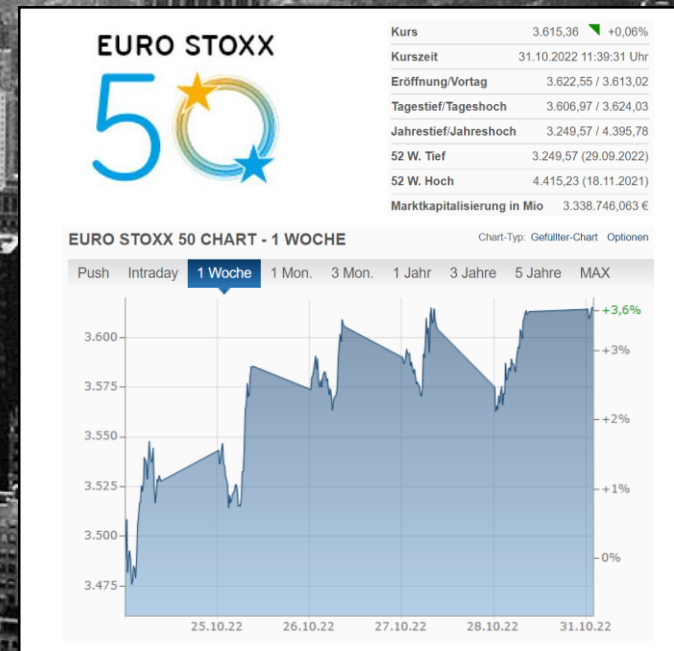 EURO STOXX
50
Kurs 3.615,36 +0,06%
Kurszeit 31.10.2022 11:39:31 Uhr
Eröffnung/Vortag 3.622,55 / 3.613,02
Tagestief/Tageshoch 3.606,97 / 3.624,03
Jahrestief/Jahreshoch 3.249,57 / 4.395,78
52 W. Tief 3.249,57 (29.09.2022)
52 W. Hoch 4.415,23 (18.11.2021)
Marktkapitalisierung in Mio 3.338.746,063 €
EURO STOXX 50 CHART - 1 WOCHE Chart-Typ: Gefüllter-Chart Optionen
Push Intraday 1 Woche 1 Mon. 3 Mon. 1 Jahr 3 Jahre 5 Jahre MAX
+3,6%
3.600
+3%
3.575
+2%
3.550
3.525
+1%
3.500
0%
3.475
25.10.22 26.10.22 27.10.22 28.10.22 31.10.22